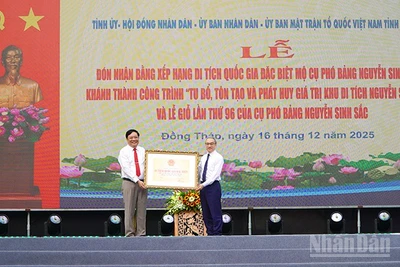 TỈNH ỦY- HỘI ĐỒNG NHÂN DÂN - ỦY BAN NHÂN DÂN - ỦY BAN MẶT TRẬN TỔ QUỐC VIỆT NAM TỈNH
LỄ
ĐÓN NHẬN BẰNG XẾP HẠNG DI TÍCH QUỐC GIA ĐẶC BIỆT MỘ CỤ PHÓ BẢNG NGUYỄN SINH
KHÁNH THÀNH CÔNG TRÌNH "TU BỔ, TÔN TẠO VÀ PHÁT HUY GIÁ TRỊ KHU DI TÍCH NGUYỄN S
VÀ LỄ GIỖ LẦN THỨ 96 CỦA CỤ PHÓ BẢNG NGUYỄN SINH SẮC
Đồng Tháp, ngày 16 tháng 12 năm 2025
Nhân Dân